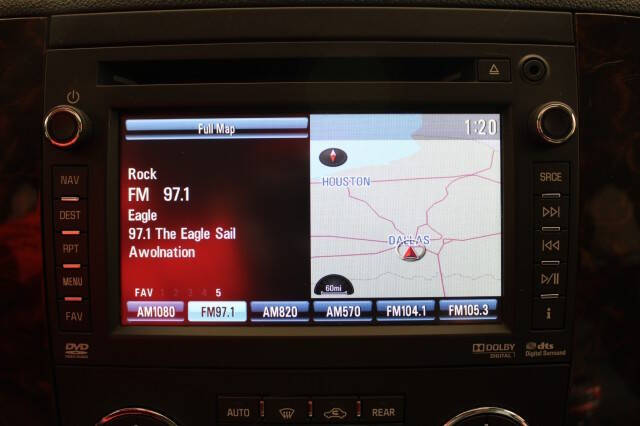 Full Map
1:20
Rock
FM 97.1
Eagle
97.1 The Eagle Sail
Awolnation
HOUSTON
DALLAS
60mi
FAV 1 2 3 4 5
AM1080 FM97.1 AM820 AM570 FM104.1 FM105.3
NAV
DEST
RPT
MENU
FAV
SRCE
i
DVD
DOLBY
DIGITAL
dts
Digital Surround
AUTO
REAR